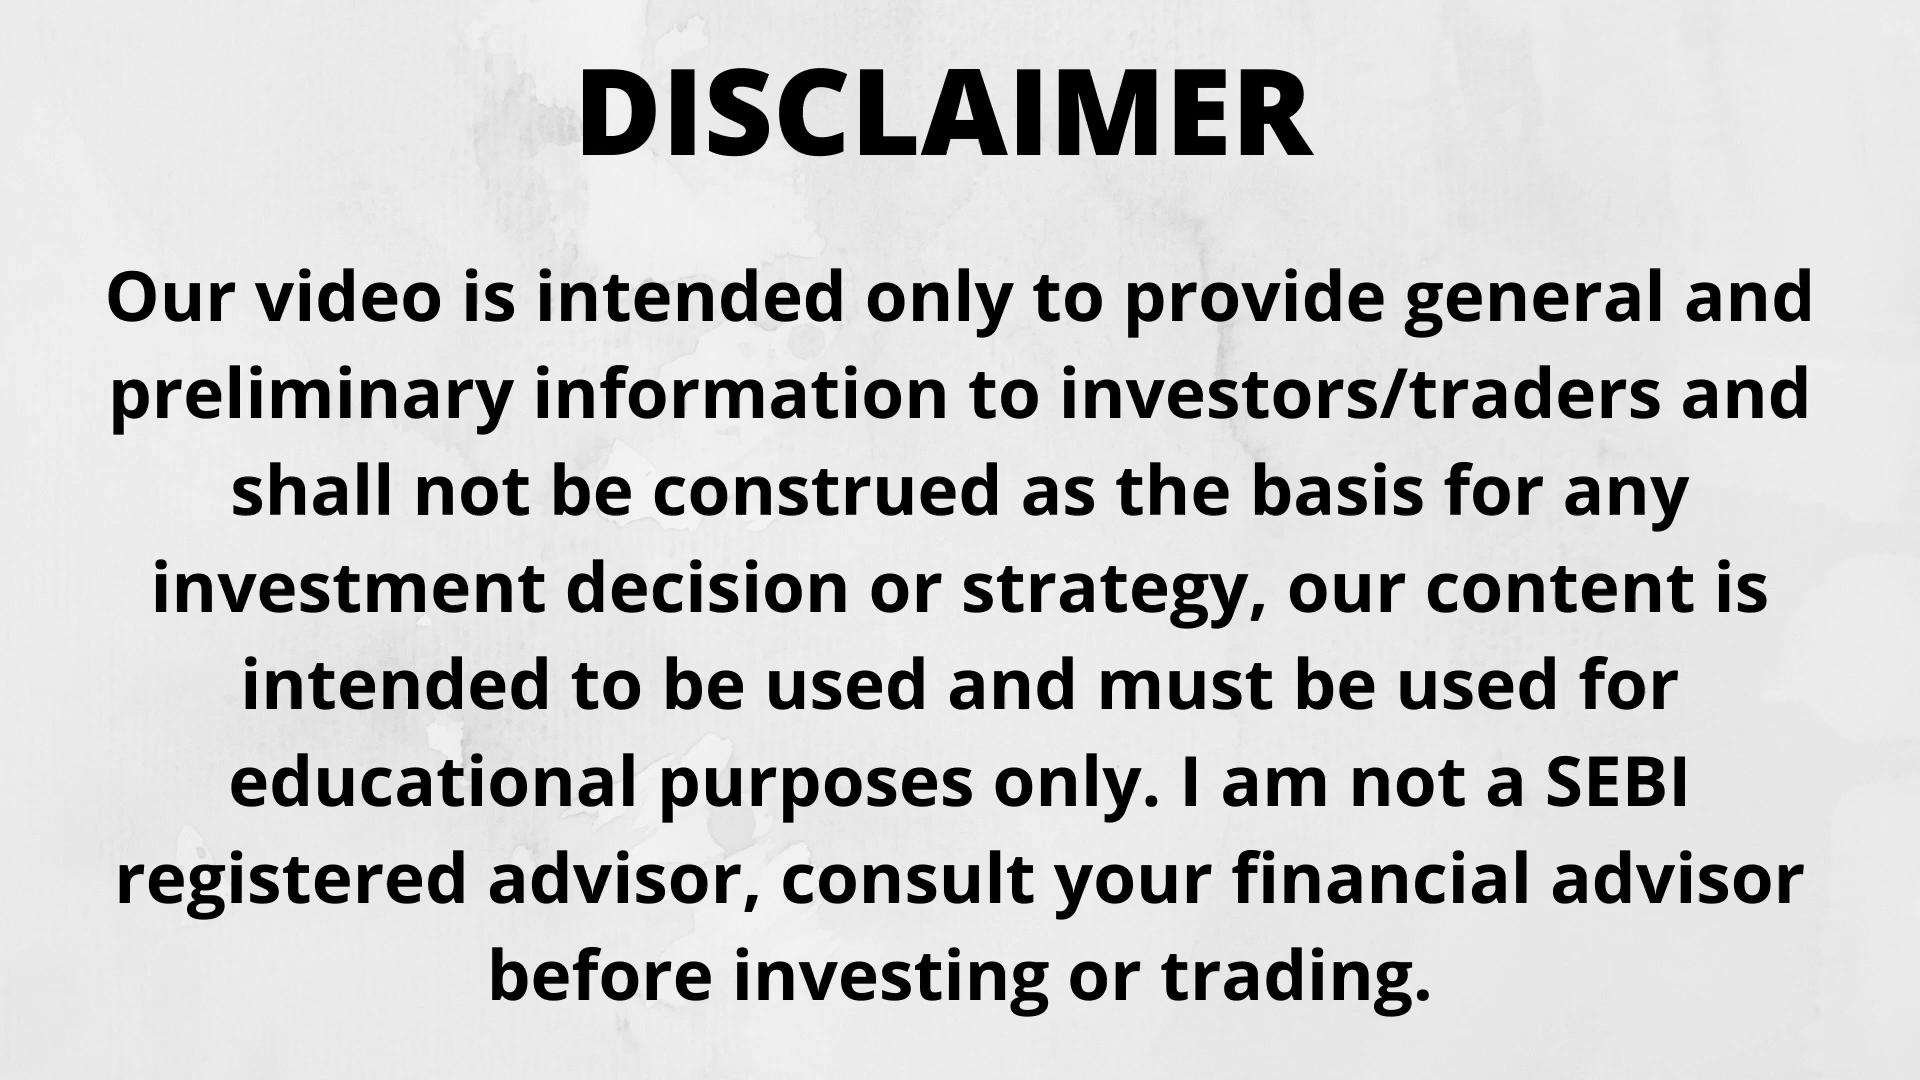 DISCLAIMER
Our video is intended only to provide general and
preliminary information to investors/traders and
shall not be construed as the basis for any
investment decision or strategy, our content is
intended to be used and must be used for
educational purposes only. I am not a SEBI
registered advisor, consult your financial advisor
before investing or trading.